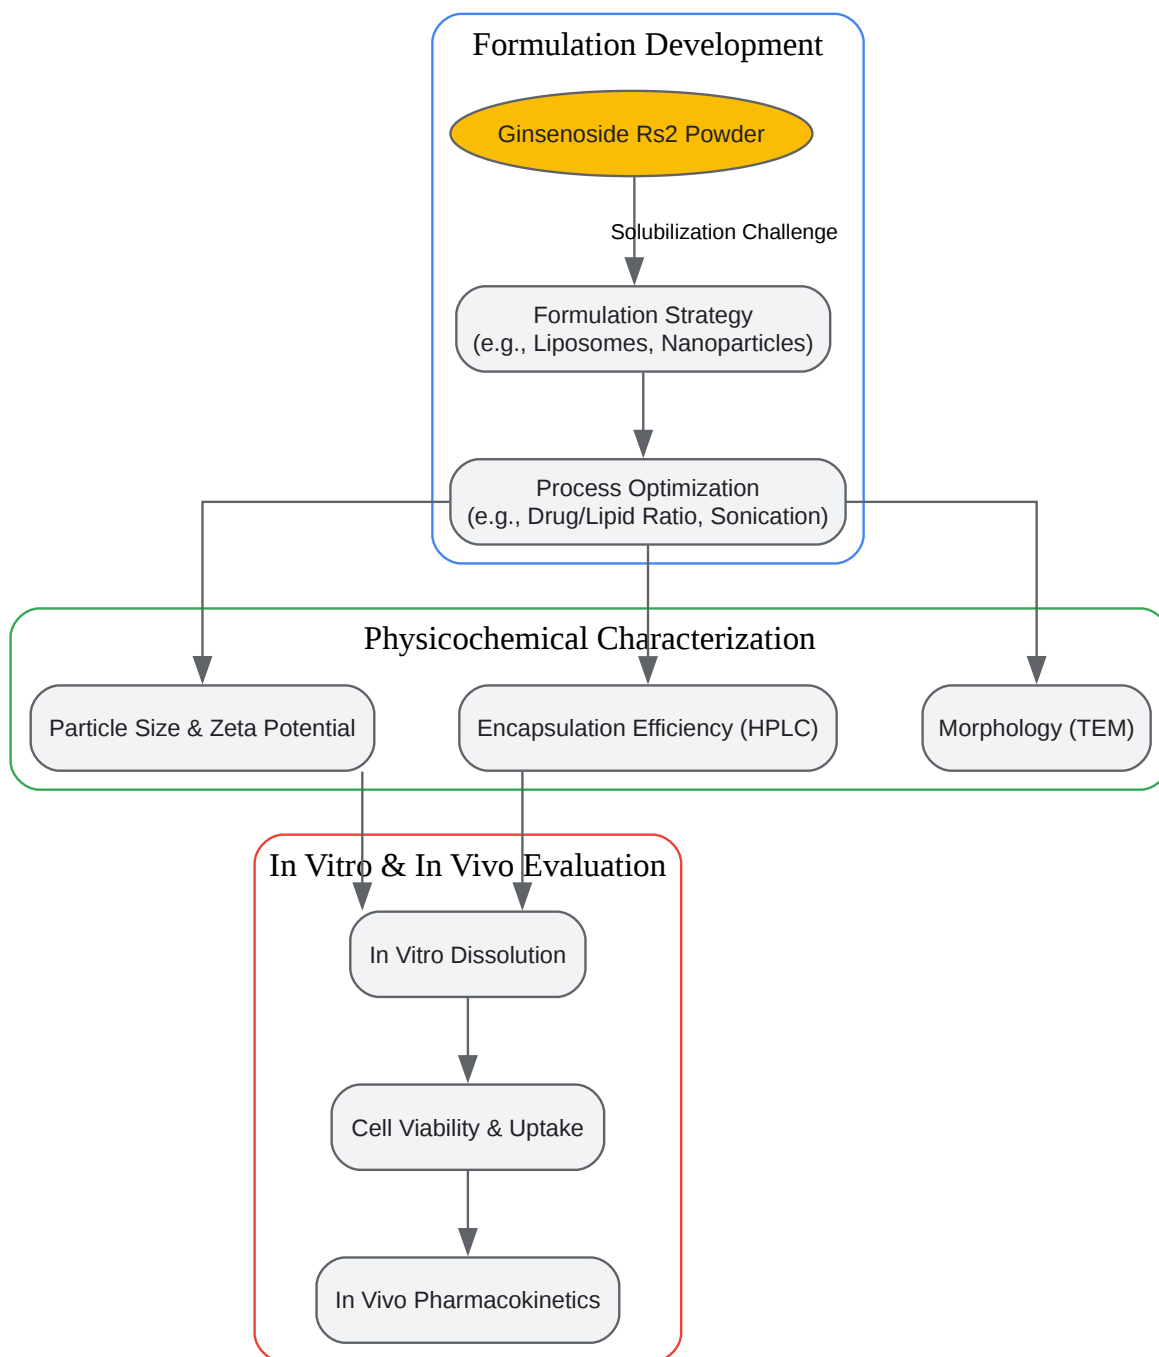 Formulation Development
Ginsenoside Rs2 Powder
Solubilization Challenge
Formulation Strategy
(e.g., Liposomes, Nanoparticles)
Process Optimization
(e.g., Drug/Lipid Ratio, Sonication)
Physicochemical Characterization
Particle Size & Zeta Potential
Encapsulation Efficiency (HPLC)
Morphology (TEM)
In Vitro & In Vivo Evaluation
In Vitro Dissolution
Cell Viability & Uptake
In Vivo Pharmacokinetics